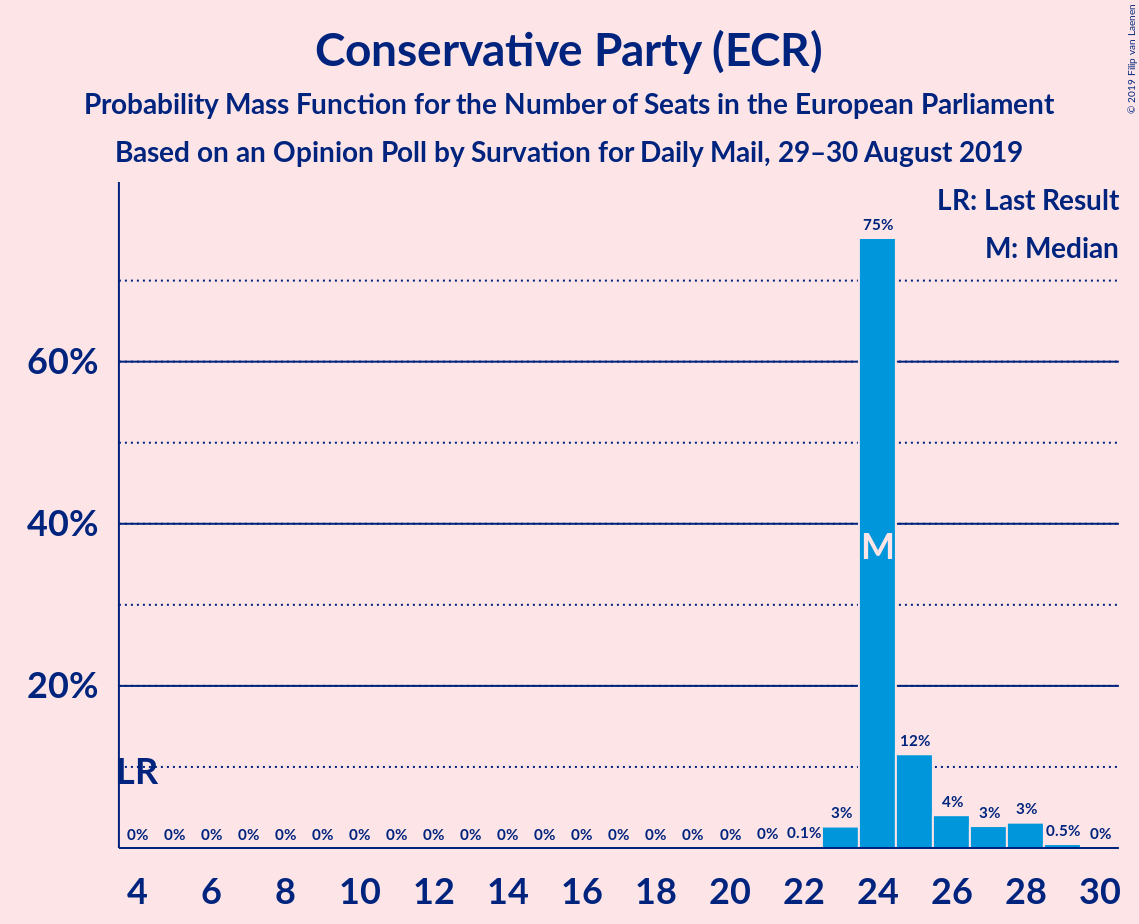 Conservative Party (ECR)
Probability Mass Function for the Number of Seats in the European Parliament
Based on an Opinion Poll by Survation for Daily Mail, 29–30 August 2019
© 2019 Filip van Laenen
LR: Last Result
M: Median
75%
60%
40%
M
20%
12%
LR
4%
3%
3%
3%
0% 0% 0% 0% 0% 0% 0% 0% 0% 0% 0% 0% 0% 0% 0% 0% 0% 0% 0.1% 0.5% 0%
4 6 8 10 12 14 16 18 20 22 24 26 28 30